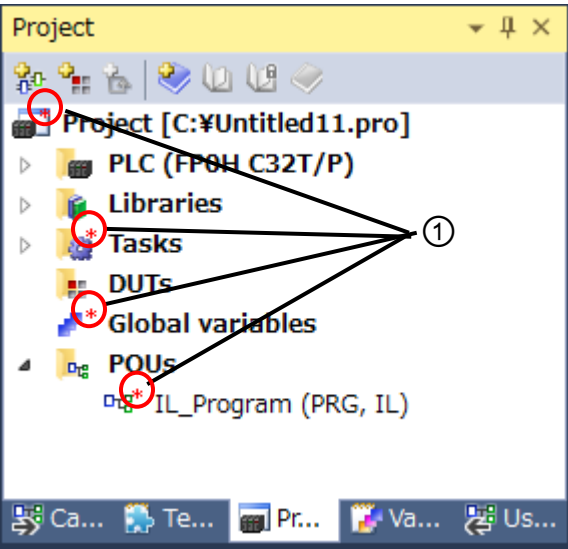 Project
Project [C:¥Untitled11.pro]
PLC (FP0H C32T/P)
Libraries
①
Tasks
DUTs
Global variables
POUs
IL_Program (PRG, IL)
Ca... Te... Pr... Va... Us...